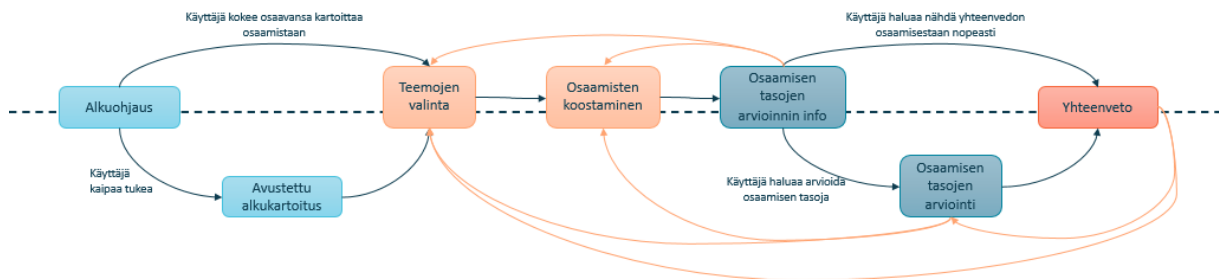 Käyttäjä kokee osaavansa kartoittaa
osaamistaan
Käyttäjä haluaa nähdä yhteenvedon
osaamisestaan nopeasti
Alkuohjaus
Teemojen
valinta
Osaamisten
koostaminen
Osaamisen
tasojen
arvioinnin info
Yhteenveto
Käyttäjä
kaipaa tukea
Avustettu
alkukartoitus
Käyttäjä haluaa arvioida
osaamisen tasoja
Osaamisen
tasojen
arviointi